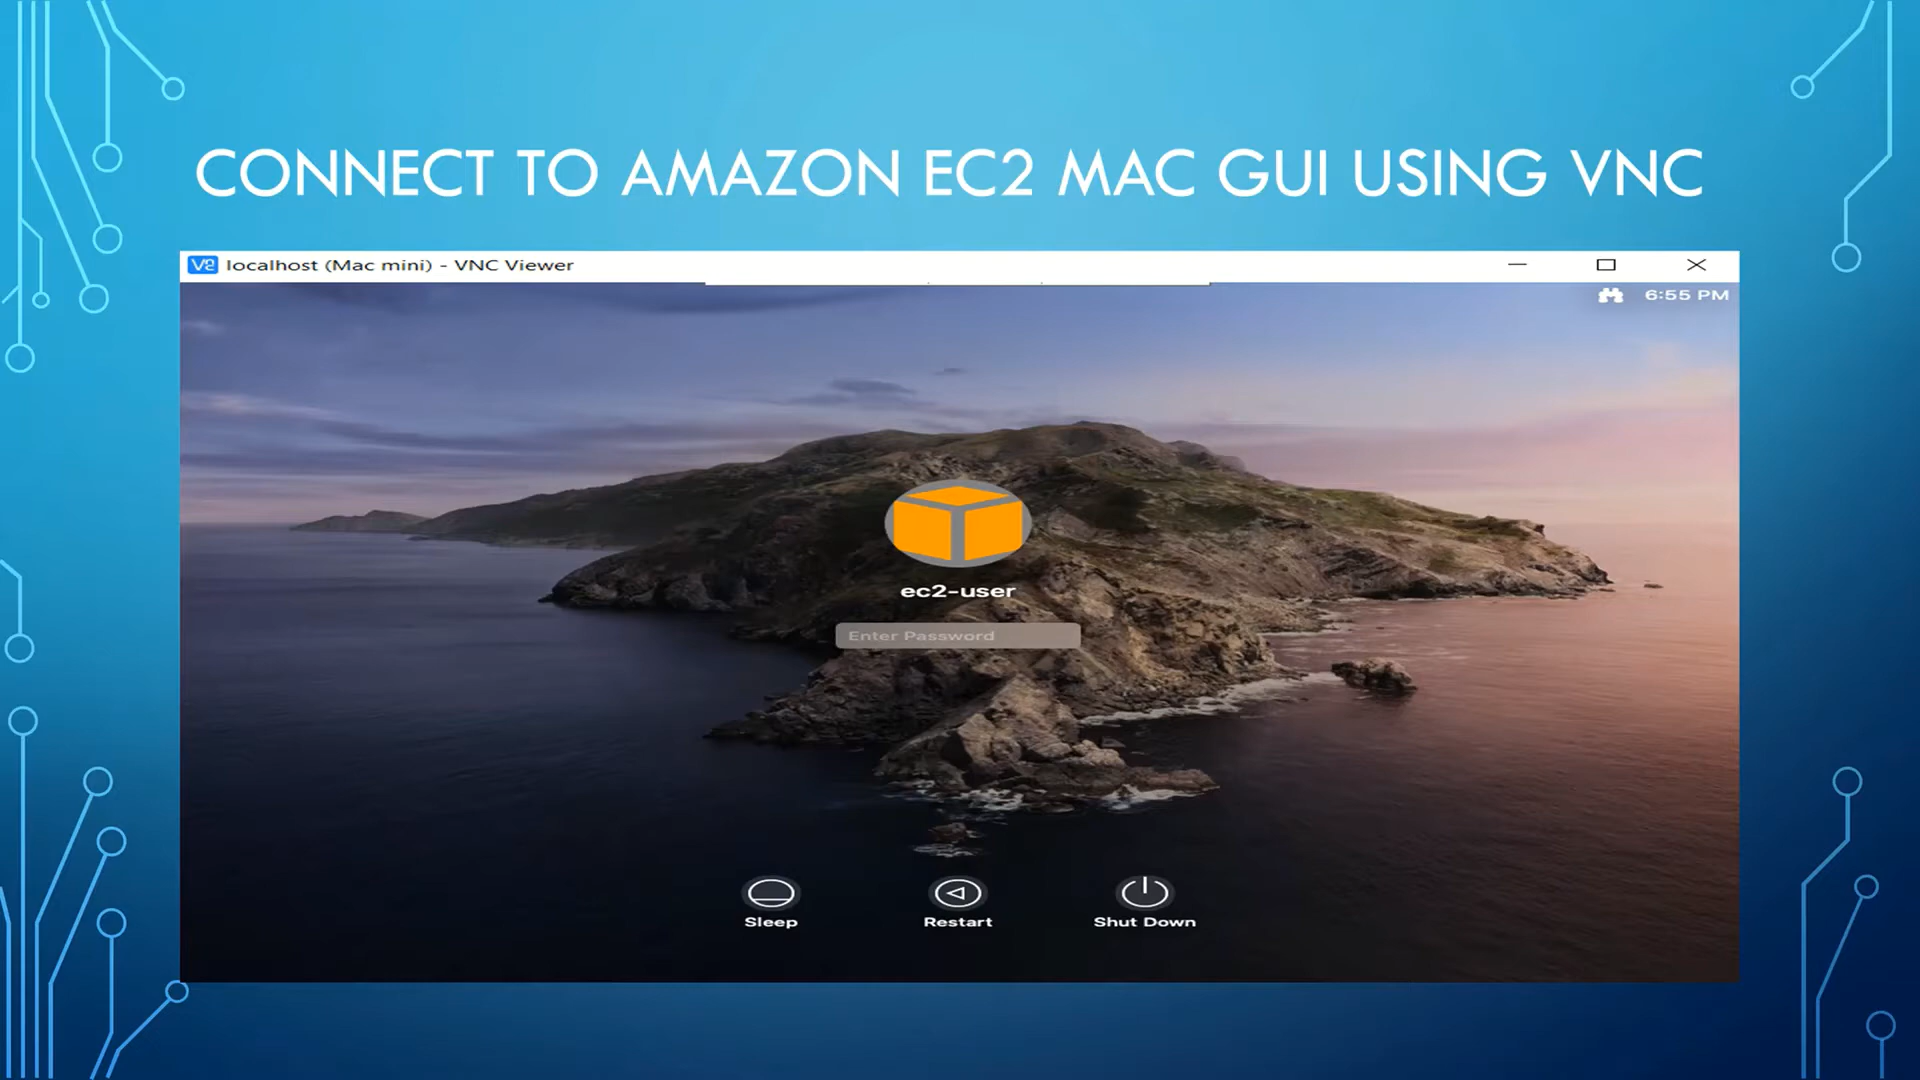 CONNECT TO AMAZON EC2 MAC GUI USING VNC
V2 localhost (Mac mini) - VNC Viewer
6:55 PM
ec2-user
Enter Password
Sleep Restart Shut Down